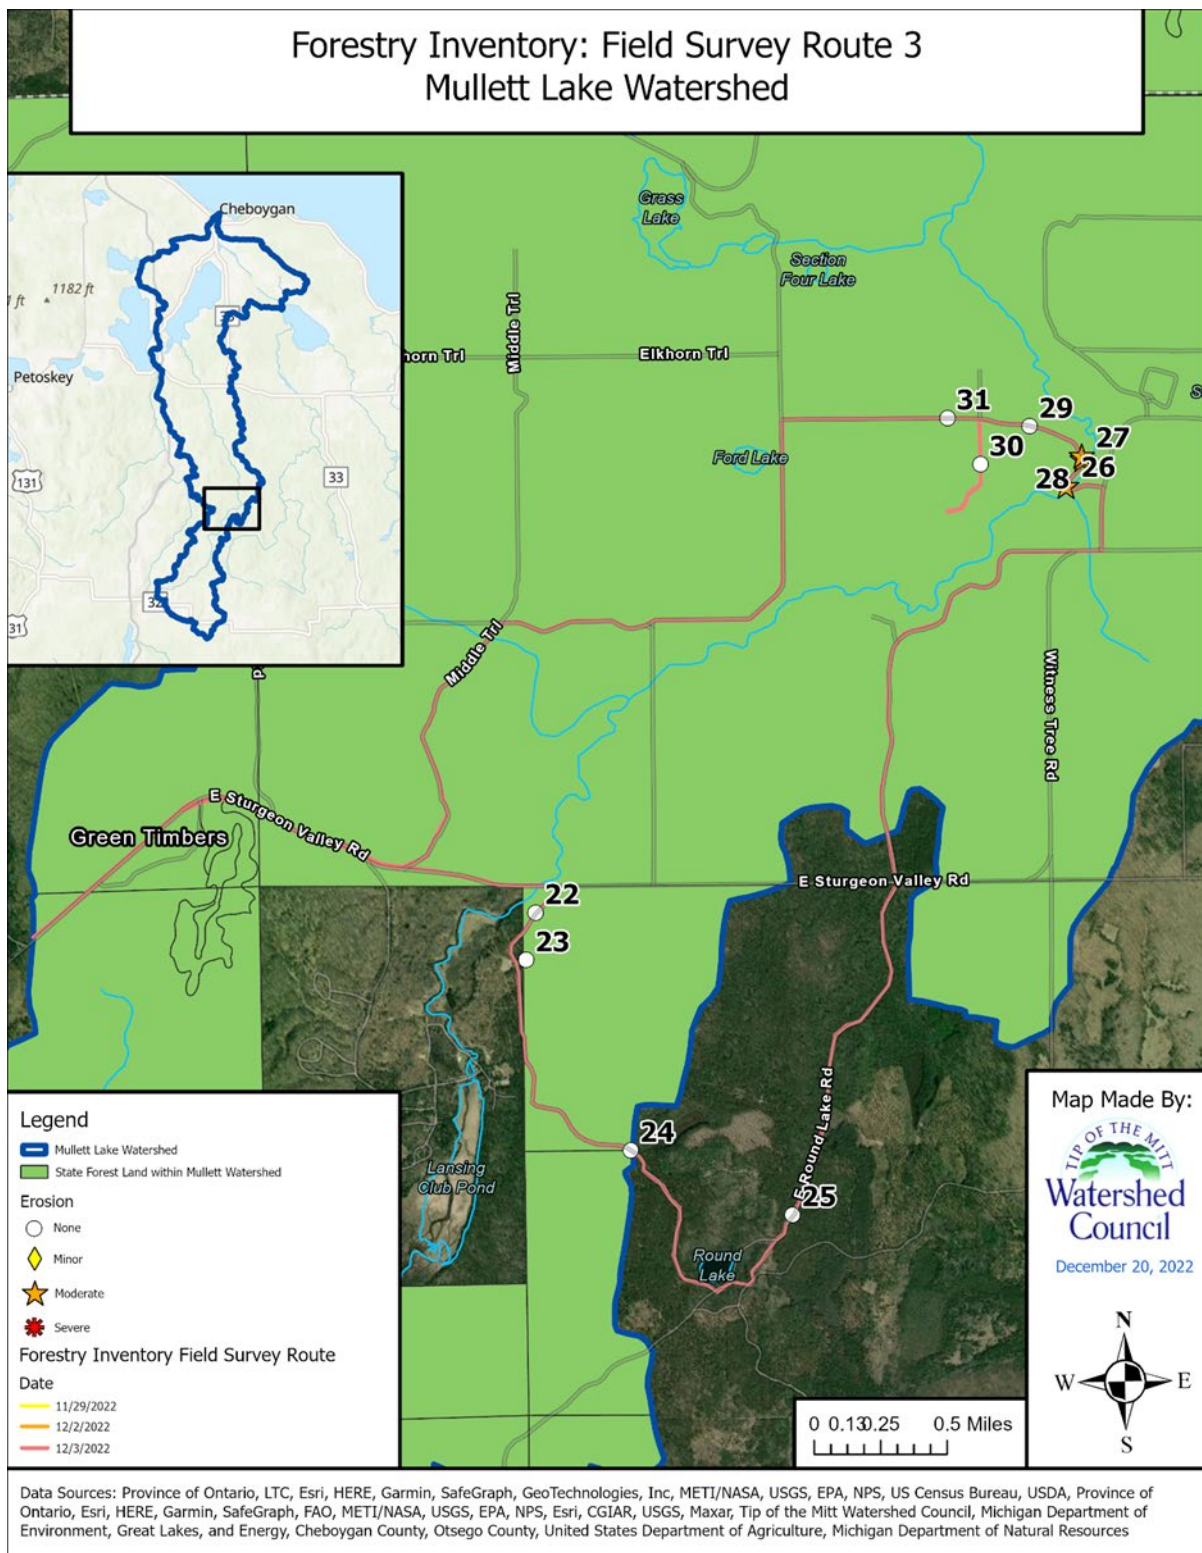 Forestry Inventory: Field Survey Route 3
Mullett Lake Watershed
Cheboygan
1182 ft
Petoskey
131
33
32
31
Grass
Lake
Section
Four Lake
Middle Trl
horn Trl
Elkhorn Trl
31
29
27
30
26
28
Ford Lake
Middle Trl
Witness Tree Rd
E Sturgeon Valley Rd
Green Timbers
E Sturgeon Valley Rd
22
23
E Round Lake Rd
24
25
Lansing
Club Pond
Round
Lake
Legend
Mullett Lake Watershed
State Forest Land within Mullett Watershed
Erosion
None
Minor
Moderate
Severe
Forestry Inventory Field Survey Route
Date
11/29/2022
12/2/2022
12/3/2022
Map Made By:
TIP OF THE MITT
Watershed
Council
December 20, 2022
N
W E
S
0 0.130.25 0.5 Miles
Data Sources: Province of Ontario, LTC, Esri, HERE, Garmin, SafeGraph, GeoTechnologies, Inc, METI/NASA, USGS, EPA, NPS, US Census Bureau, USDA, Province of
Ontario, Esri, HERE, Garmin, SafeGraph, FAO, METI/NASA, USGS, EPA, NPS, Esri, CGIAR, USGS, Maxar, Tip of the Mitt Watershed Council, Michigan Department of
Environment, Great Lakes, and Energy, Cheboygan County, Otsego County, United States Department of Agriculture, Michigan Department of Natural Resources